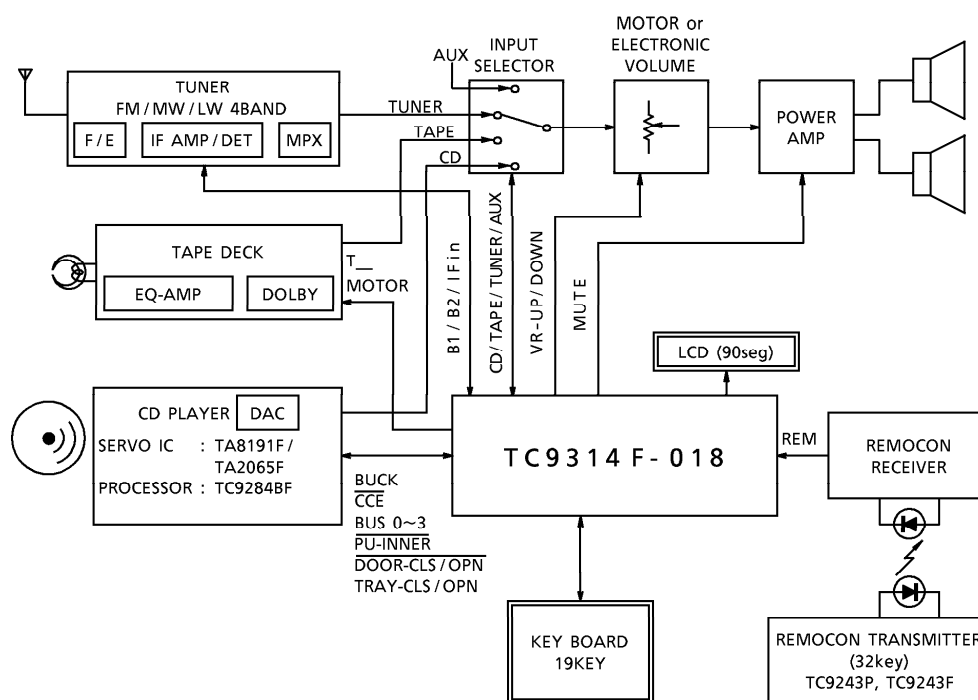 TUNER
FM/MW/LW 4BAND
F/E
IF AMP/DET
MPX
AUX
TUNER
TAPE
CD
INPUT
SELECTOR
MOTOR or
ELECTRONIC
VOLUME
POWER
AMP
TAPE DECK
EQ-AMP
DOLBY
T__
MOTOR
B1/B2/IFin
CD/TAPE/TUNER/AUX
VR-UP/DOWN
MUTE
LCD (90seg)
CD PLAYER
DAC
SERVO IC : TA8191F/
TA2065F
PROCESSOR : TC9284BF
BUCK
CCE
BUS 0~3
PU-INNER
DOOR-CLS/OPN
TRAY-CLS/OPN
TC9314F-018
REM
REMOCON
RECEIVER
KEY BOARD
19KEY
REMOCON TRANSMITTER
(32key)
TC9243P, TC9243F